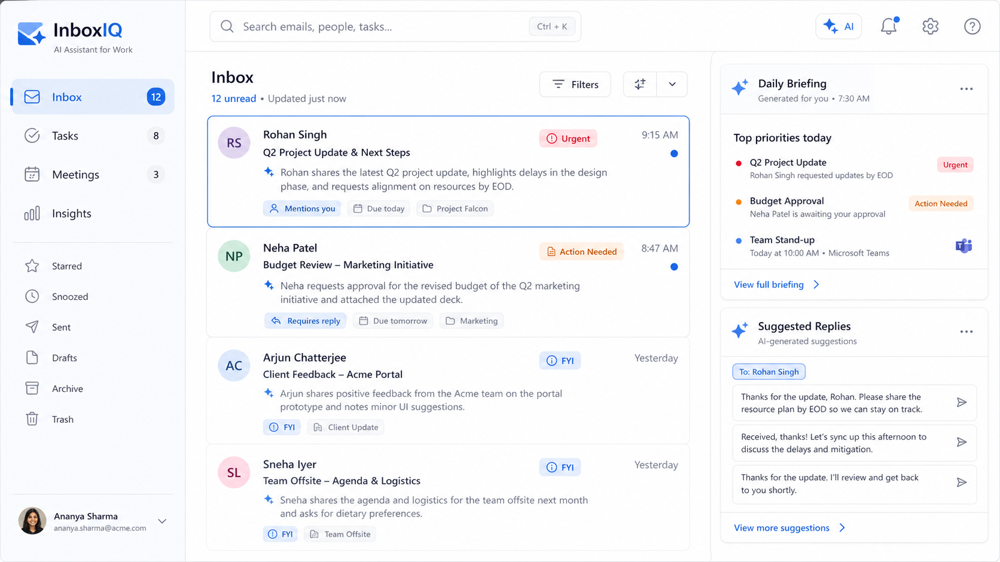 InboxIQ
AI Assistant for Work
Inbox 12
Tasks 8
Meetings 3
Insights
Starred
Snoozed
Sent
Drafts
Archive
Trash
Ananya Sharma
ananya.sharma@acme.com
Search emails, people, tasks... Ctrl + K
AI
Inbox
12 unread • Updated just now
Filters
RS
Rohan Singh
Urgent
9:15 AM
Q2 Project Update & Next Steps
Rohan shares the latest Q2 project update, highlights delays in the design
phase, and requests alignment on resources by EOD.
Mentions you Due today Project Falcon
NP
Neha Patel
Action Needed
8:47 AM
Budget Review – Marketing Initiative
Neha requests approval for the revised budget of the Q2 marketing
initiative and attached the updated deck.
Requires reply Due tomorrow Marketing
AC
Arjun Chatterjee
FYI
Yesterday
Client Feedback – Acme Portal
Arjun shares positive feedback from the Acme team on the portal
prototype and notes minor UI suggestions.
FYI Client Update
SL
Sneha Iyer
FYI
Yesterday
Team Offsite – Agenda & Logistics
Sneha shares the agenda and logistics for the team offsite next month
and asks for dietary preferences.
FYI Team Offsite
Daily Briefing
Generated for you • 7:30 AM
Top priorities today
Q2 Project Update
Urgent
Rohan Singh requested updates by EOD
Budget Approval
Action Needed
Neha Patel is awaiting your approval
Team Stand-up
T
Today at 10:00 AM • Microsoft Teams
View full briefing
Suggested Replies
AI-generated suggestions
To: Rohan Singh
Thanks for the update, Rohan. Please share the
resource plan by EOD so we can stay on track.
Received, thanks! Let's sync up this afternoon to
discuss the delays and mitigation.
Thanks for the update. I'll review and get back
to you shortly.
View more suggestions